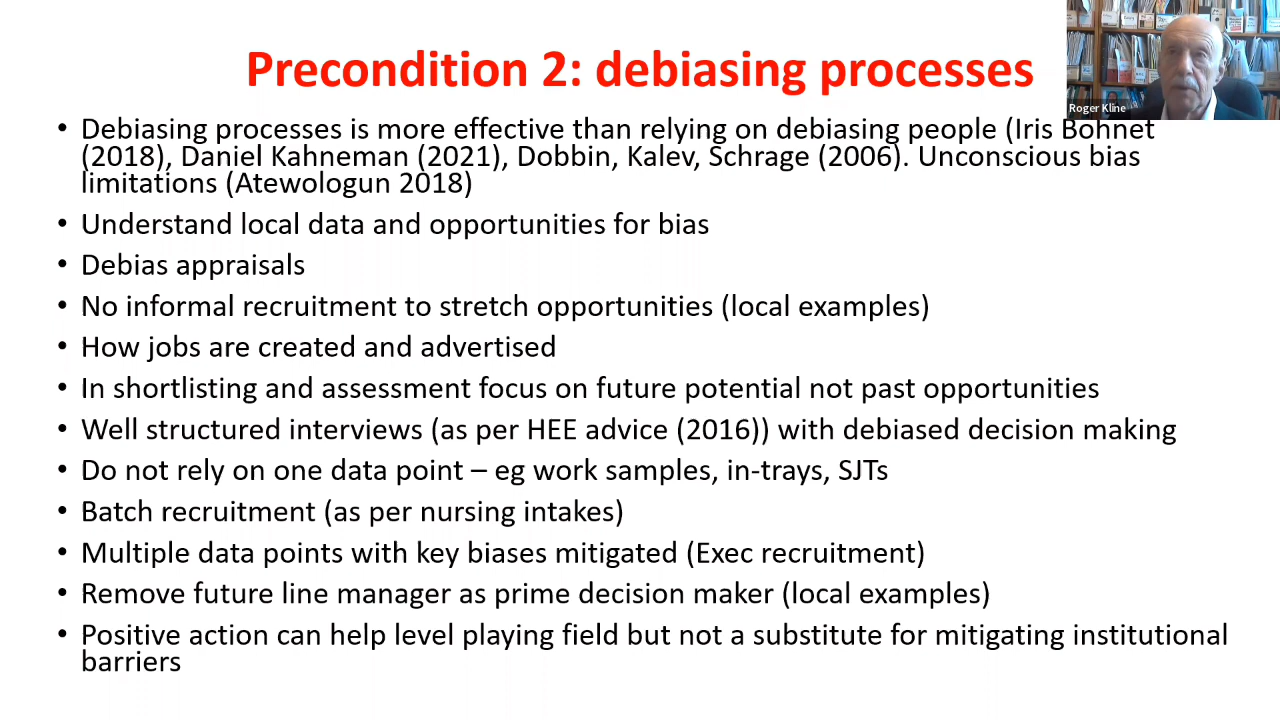 Precondition 2: debiasing processes
Roger Kline
• Debiasing processes is more effective than relying on debiasing people (Iris Bohnet
(2018), Daniel Kahneman (2021), Dobbin, Kalev, Schrage (2006). Unconscious bias
limitations (Atewologun 2018)
• Understand local data and opportunities for bias
• Debias appraisals
• No informal recruitment to stretch opportunities (local examples)
• How jobs are created and advertised
• In shortlisting and assessment focus on future potential not past opportunities
• Well structured interviews (as per HEE advice (2016)) with debiased decision making
• Do not rely on one data point – eg work samples, in-trays, SJTs
• Batch recruitment (as per nursing intakes)
• Multiple data points with key biases mitigated (Exec recruitment)
• Remove future line manager as prime decision maker (local examples)
• Positive action can help level playing field but not a substitute for mitigating institutional
barriers